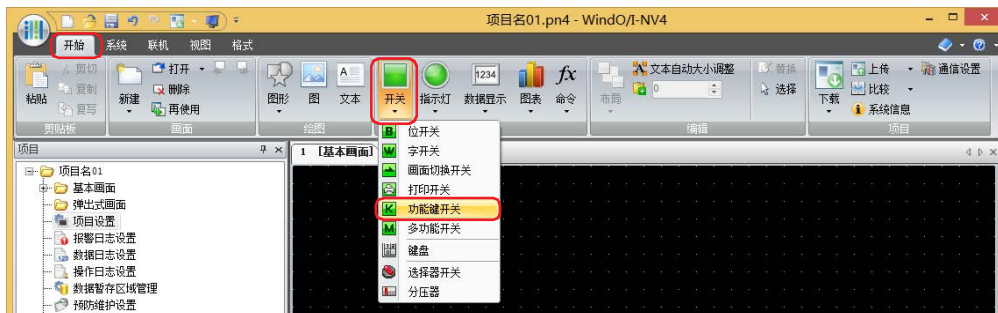 项目名01.pn4 - WindO/I-NV4
开始 系统 联机 视图 格式
粘贴 剪切 复制 复写 新建 打开 删除 再使用 图形 图 文本 开关 指示灯 数据显示 图表 命令 布局 文本自动大小调整 0 替换 选择 下载 上传 比较 系统信息 通信设置
A 1234 fx
剪贴板 画面 绘图 编辑 项目
项目
1 [基本画面]
项目名01
基本画面
弹出式画面
项目设置
报警日志设置
数据日志设置
操作日志设置
数据暂存区域管理
预防维护设置
B 位开关
W 字开关
画面切换开关
打印开关
K 功能键开关
M 多功能开关
键盘
选择器开关
分压器